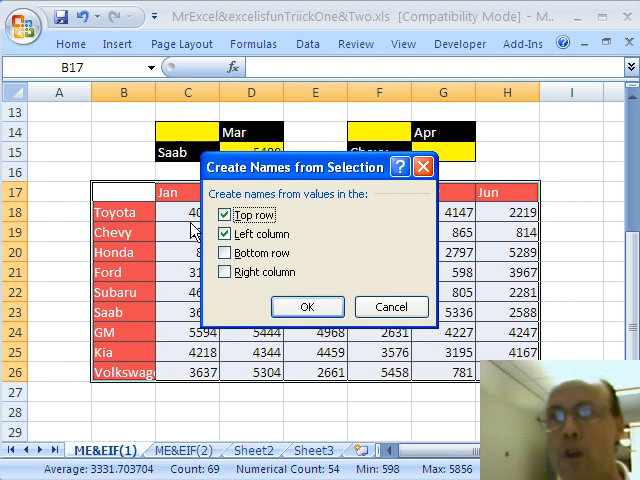 MrExcel&excelisfunTriickOne&Two.xls [Compatibility Mode] - M...
Home Insert Page Layout Formulas Data Review View Developer Add-Ins
B17 fx
A B C D E F G H I
13
14 Mar Apr
15 Saab
16
Create Names from Selection ?
Create names from values in the:
Top row
Left column
Bottom row
Right column
OK Cancel
17 Jan Jun
18 Toyota 4147 2219
19 Chevy 865 814
20 Honda 2797 5289
21 Ford 598 3967
22 Subaru 805 2281
23 Saab 5336 2588
24 GM 5594 5444 4968 2631 4227 4247
25 Kia 4218 4344 4459 3576 3195 4167
26 Volkswage 3637 5304 2661 5458 781
27
28
29
ME&EIF(1) ME&EIF(2) Sheet2 Sheet3
Average: 3331.703704 Count: 69 Numerical Count: 54 Min: 598 Max: 5856